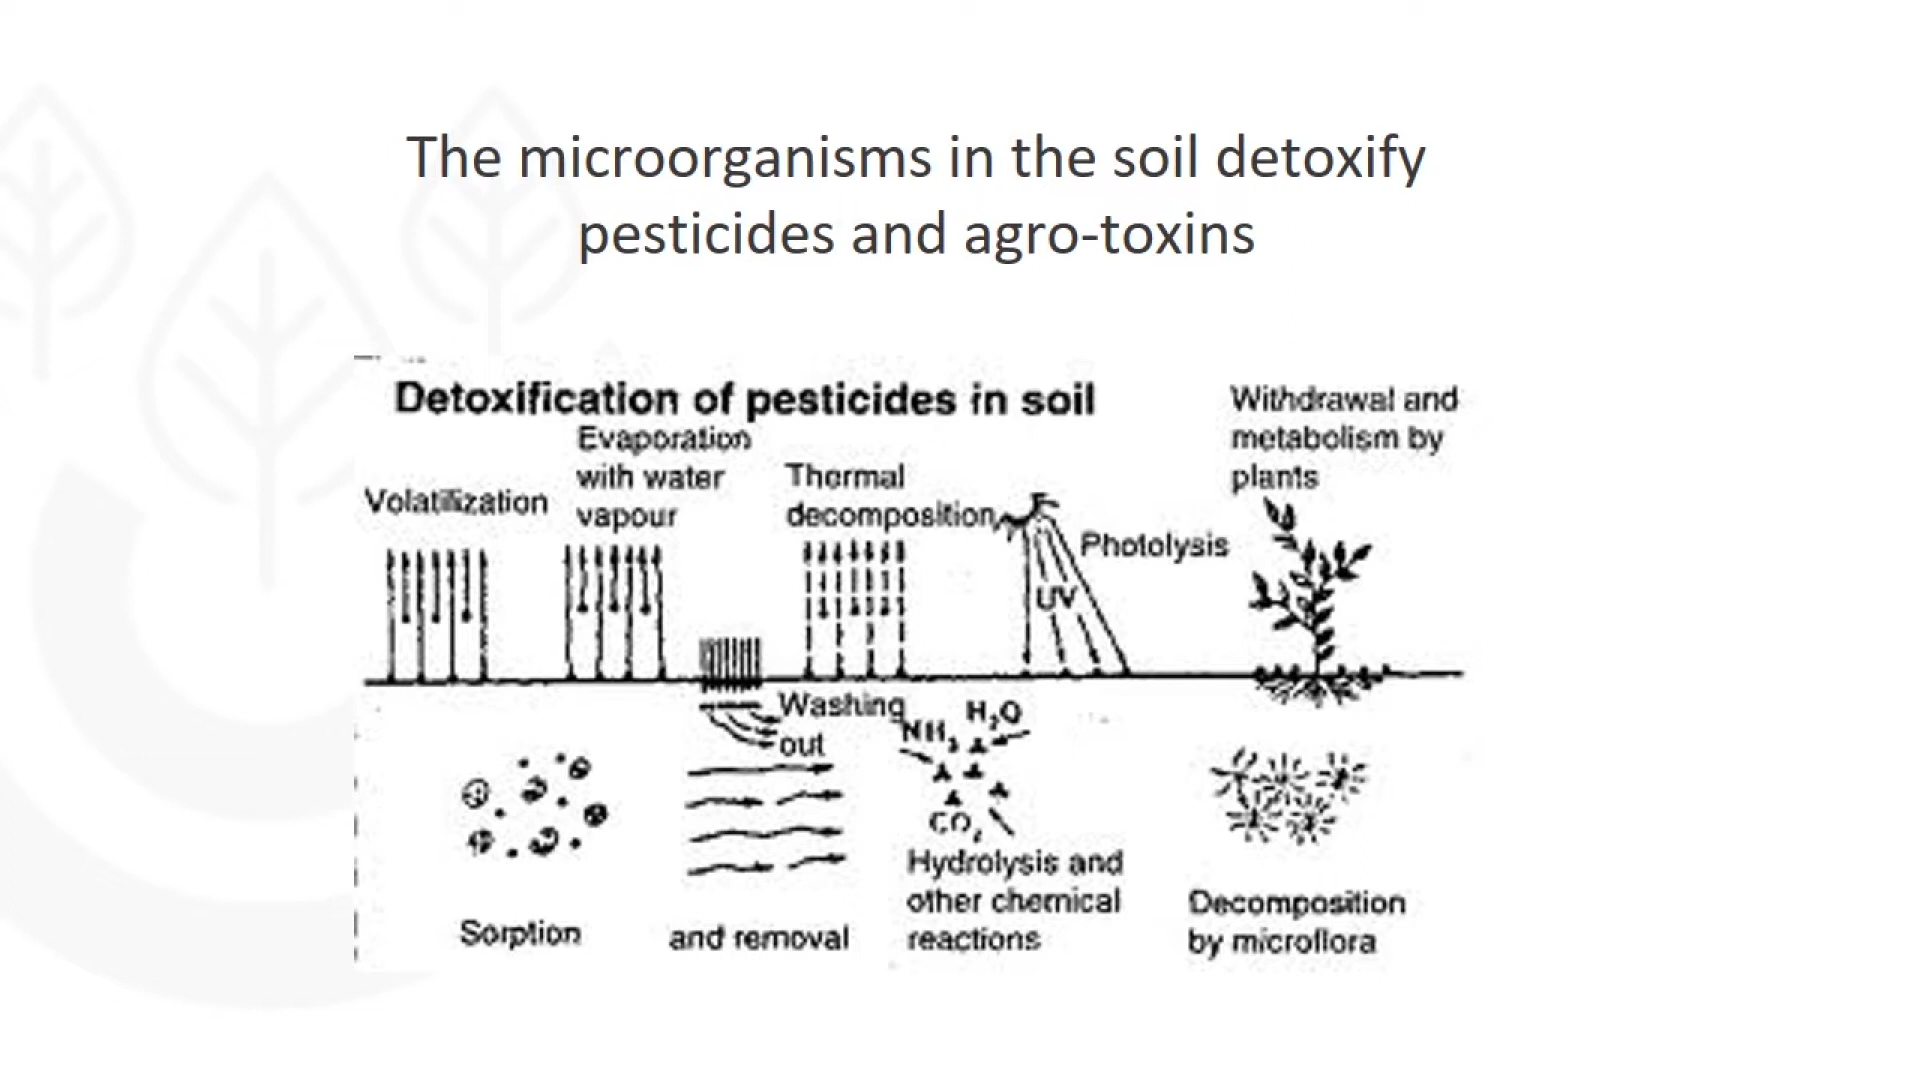 The microorganisms in the soil detoxify
pesticides and agro-toxins
Detoxification of pesticides in soil
Volatilization
Evaporation
with water
vapour
Thermal
decomposition
UV
Photolysis
Withdrawal and
metabolism by
plants
Sorption
Washing
out
and removal
NH₃
H₂O
CO₂
Hydrolysis and
other chemical
reactions
Decomposition
by microflora